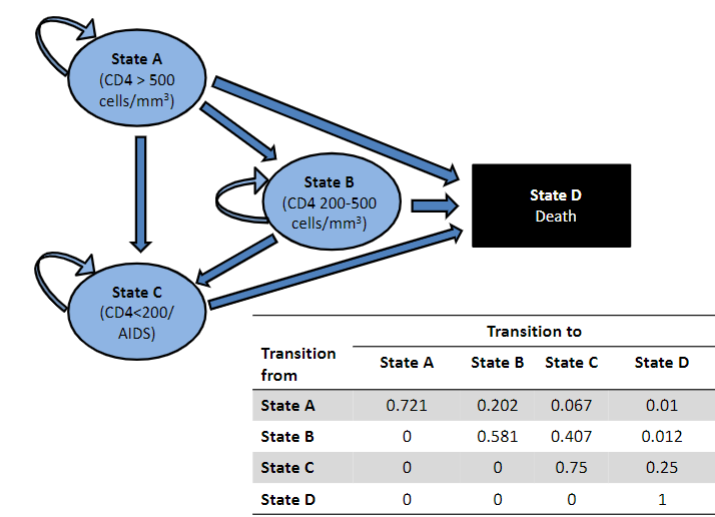 State A
(CD4 > 500
cells/mm³)
State B
(CD4 200-500
cells/mm³)
State D
Death
State C
(CD4<200/
AIDS)
Transition to
Transition from State A State B State C State D
State A 0.721 0.202 0.067 0.01
State B 0 0.581 0.407 0.012
State C 0 0 0.75 0.25
State D 0 0 0 1